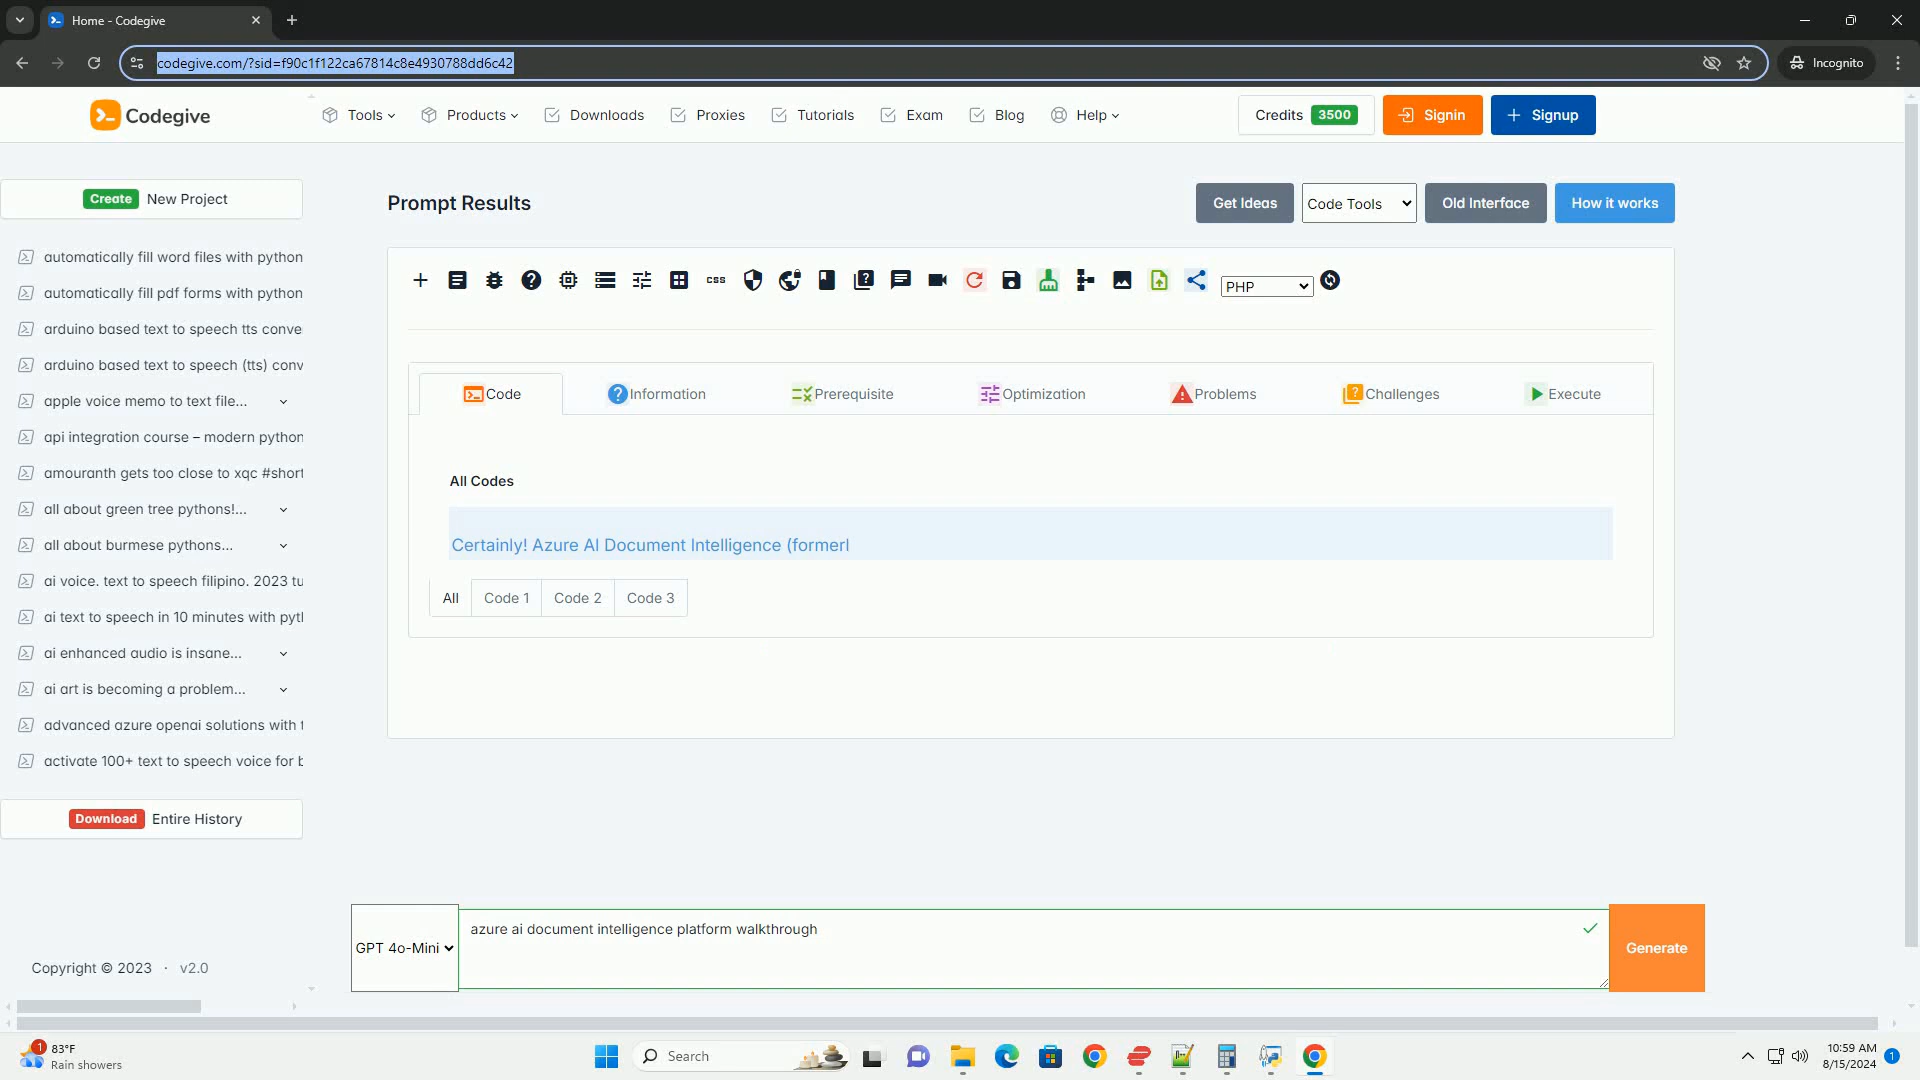 Home - Codegive
codegive.com/?sid=f90c1f122ca67814c8e4930788dd6c42
Incognito
Codegive
Tools
Products
Downloads
Proxies
Tutorials
Exam
Blog
Help
Credits 3500
Signin
Signup
Create New Project
automatically fill word files with python
automatically fill pdf forms with python
arduino based text to speech tts conve
arduino based text to speech (tts) conv
apple voice memo to text file...
api integration course – modern python
amouranth gets too close to xqc #short
all about green tree pythons!...
all about burmese pythons...
ai voice. text to speech filipino. 2023 tu
ai text to speech in 10 minutes with pyt
ai enhanced audio is insane...
ai art is becoming a problem...
advanced azure openai solutions with
activate 100+ text to speech voice for
Download Entire History
Copyright © 2023 · v2.0
Prompt Results
Get Ideas
Code Tools
Old Interface
How it works
css
PHP
Code
Information
Prerequisite
Optimization
Problems
Challenges
Execute
All Codes
Certainly! Azure AI Document Intelligence (formerl
All
Code 1
Code 2
Code 3
GPT 4o-Mini
azure ai document intelligence platform walkthrough
Generate
1
83°F
Rain showers
Search
10:59 AM
8/15/2024
1